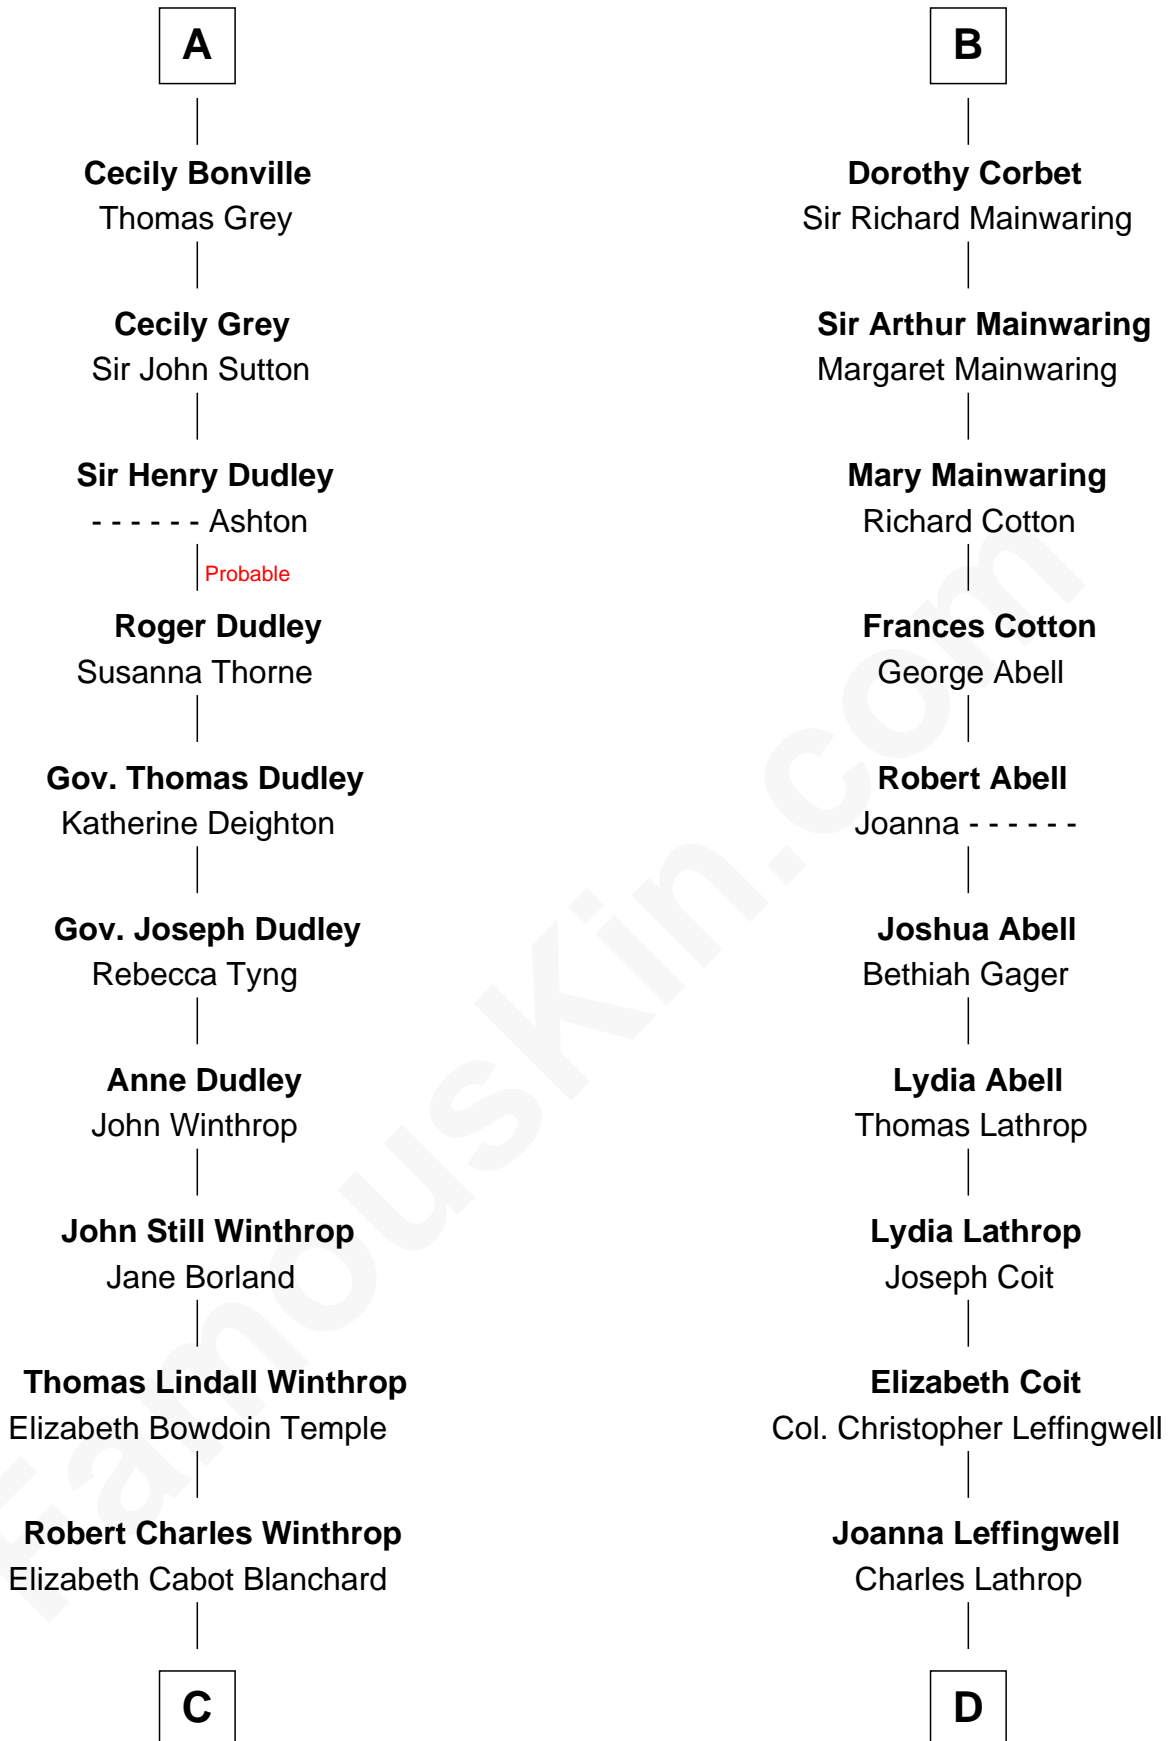 A
Cecily Bonville
Thomas Grey
Cecily Grey
Sir John Sutton
Sir Henry Dudley
- - - - - - Ashton
Probable
Roger Dudley
Susanna Thorne
Gov. Thomas Dudley
Katherine Deighton
Gov. Joseph Dudley
Rebecca Tyng
Anne Dudley
John Winthrop
John Still Winthrop
Jane Borland
Thomas Lindall Winthrop
Elizabeth Bowdoin Temple
Robert Charles Winthrop
Elizabeth Cabot Blanchard
C
B
Dorothy Corbet
Sir Richard Mainwaring
Sir Arthur Mainwaring
Margaret Mainwaring
Mary Mainwaring
Richard Cotton
Frances Cotton
George Abell
Robert Abell
Joanna - - - - - -
Joshua Abell
Bethiah Gager
Lydia Abell
Thomas Lathrop
Lydia Lathrop
Joseph Coit
Elizabeth Coit
Col. Christopher Leffingwell
Joanna Leffingwell
Charles Lathrop
D
FamousKin.com